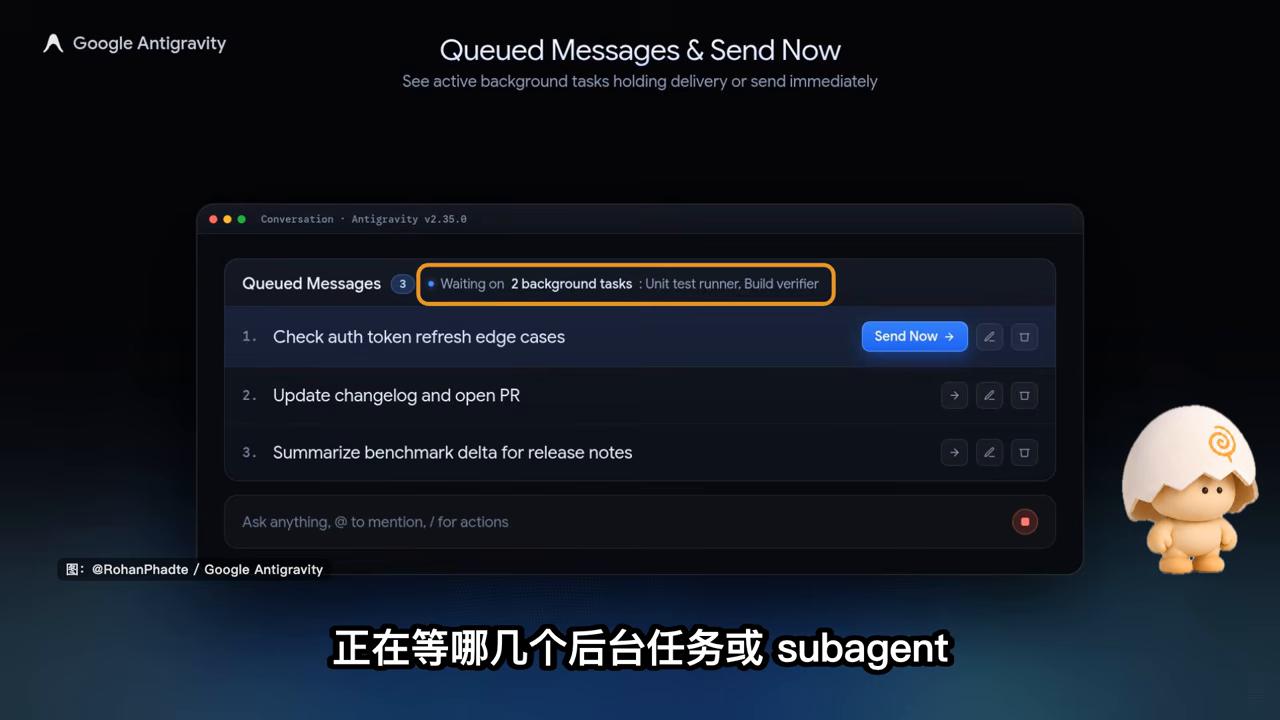 Google Antigravity
Queued Messages & Send Now
See active background tasks holding delivery or send immediately
Conversation · Antigravity v2.35.0
Queued Messages 3 Waiting on 2 background tasks : Unit test runner, Build verifier
1. Check auth token refresh edge cases Send Now →
2. Update changelog and open PR
3. Summarize benchmark delta for release notes
Ask anything, @ to mention, / for actions
图：@RohanPhadte / Google Antigravity
正在等哪几个后台任务或 subagent